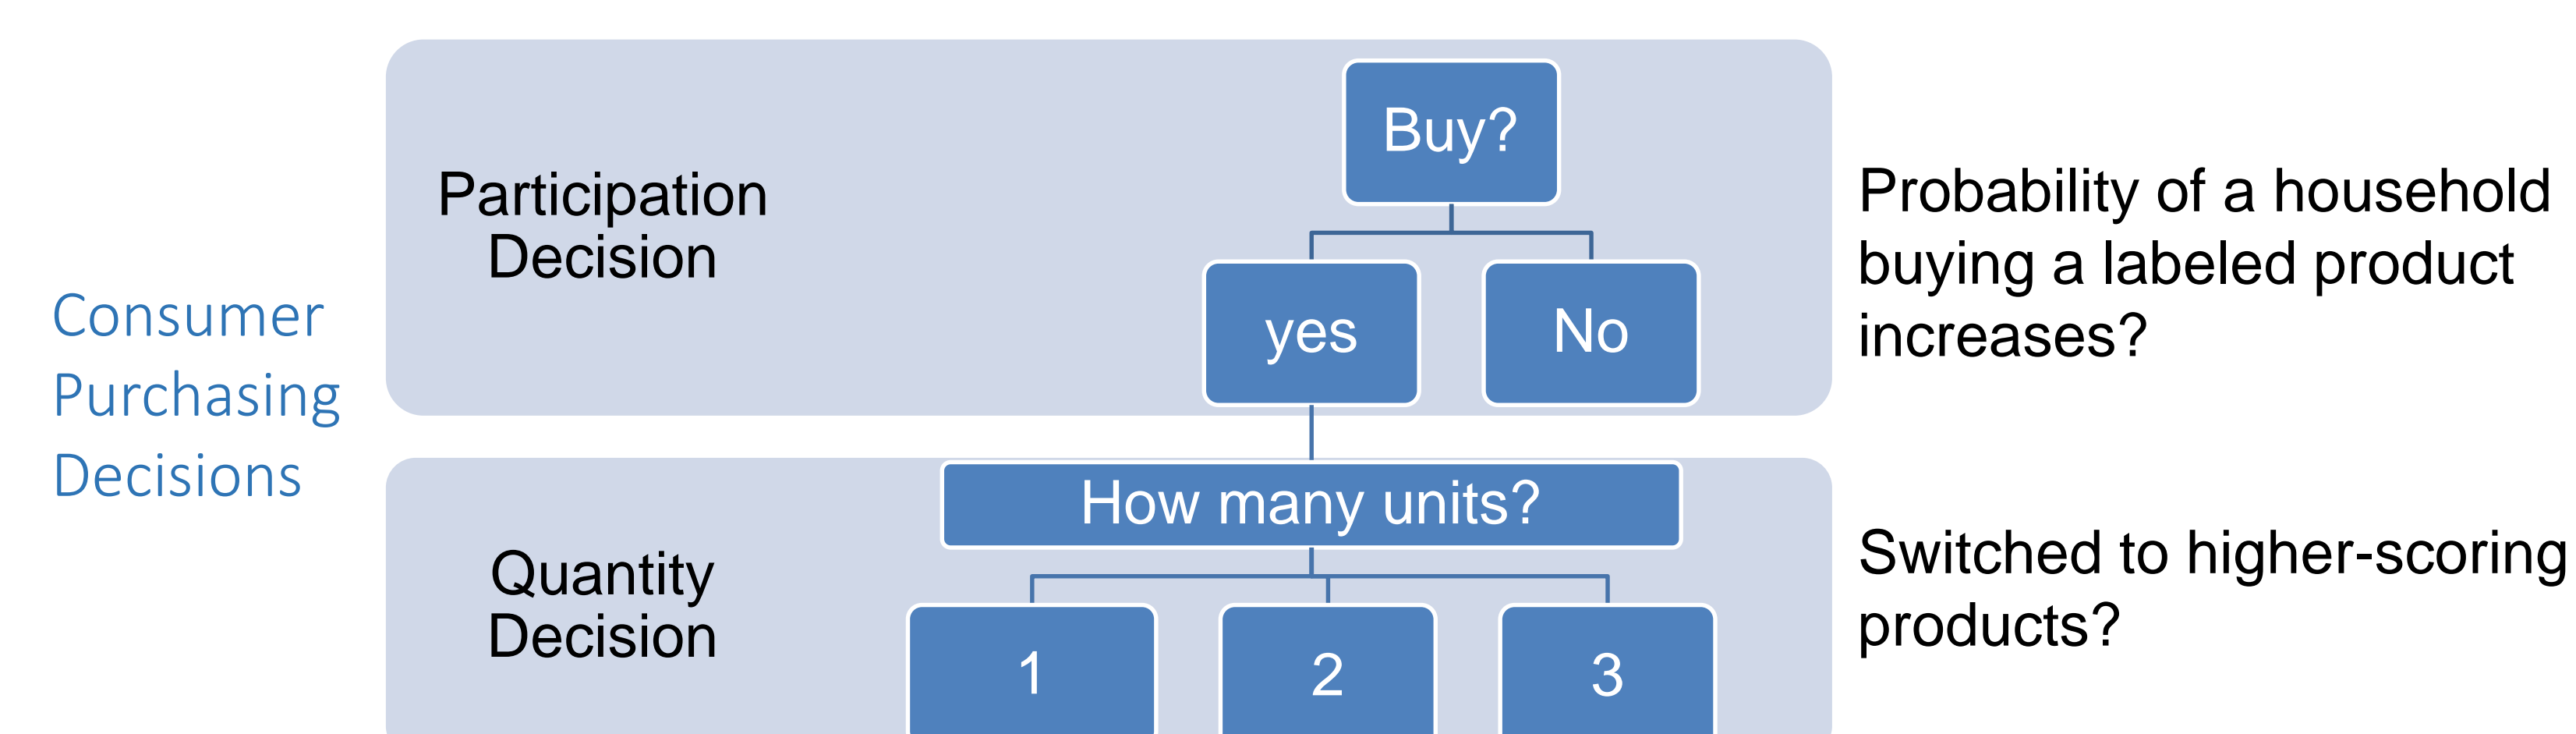 Consumer
Purchasing
Decisions
Participation
Decision
Buy?
yes
No
Probability of a household
buying a labeled product
increases?
Quantity
Decision
How many units?
1
2
3
Switched to higher-scoring
products?